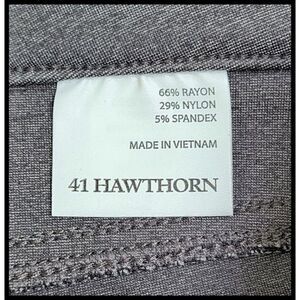 66% RAYON
29% NYLON
5% SPANDEX
MADE IN VIETNAM
41 HAWTHORN